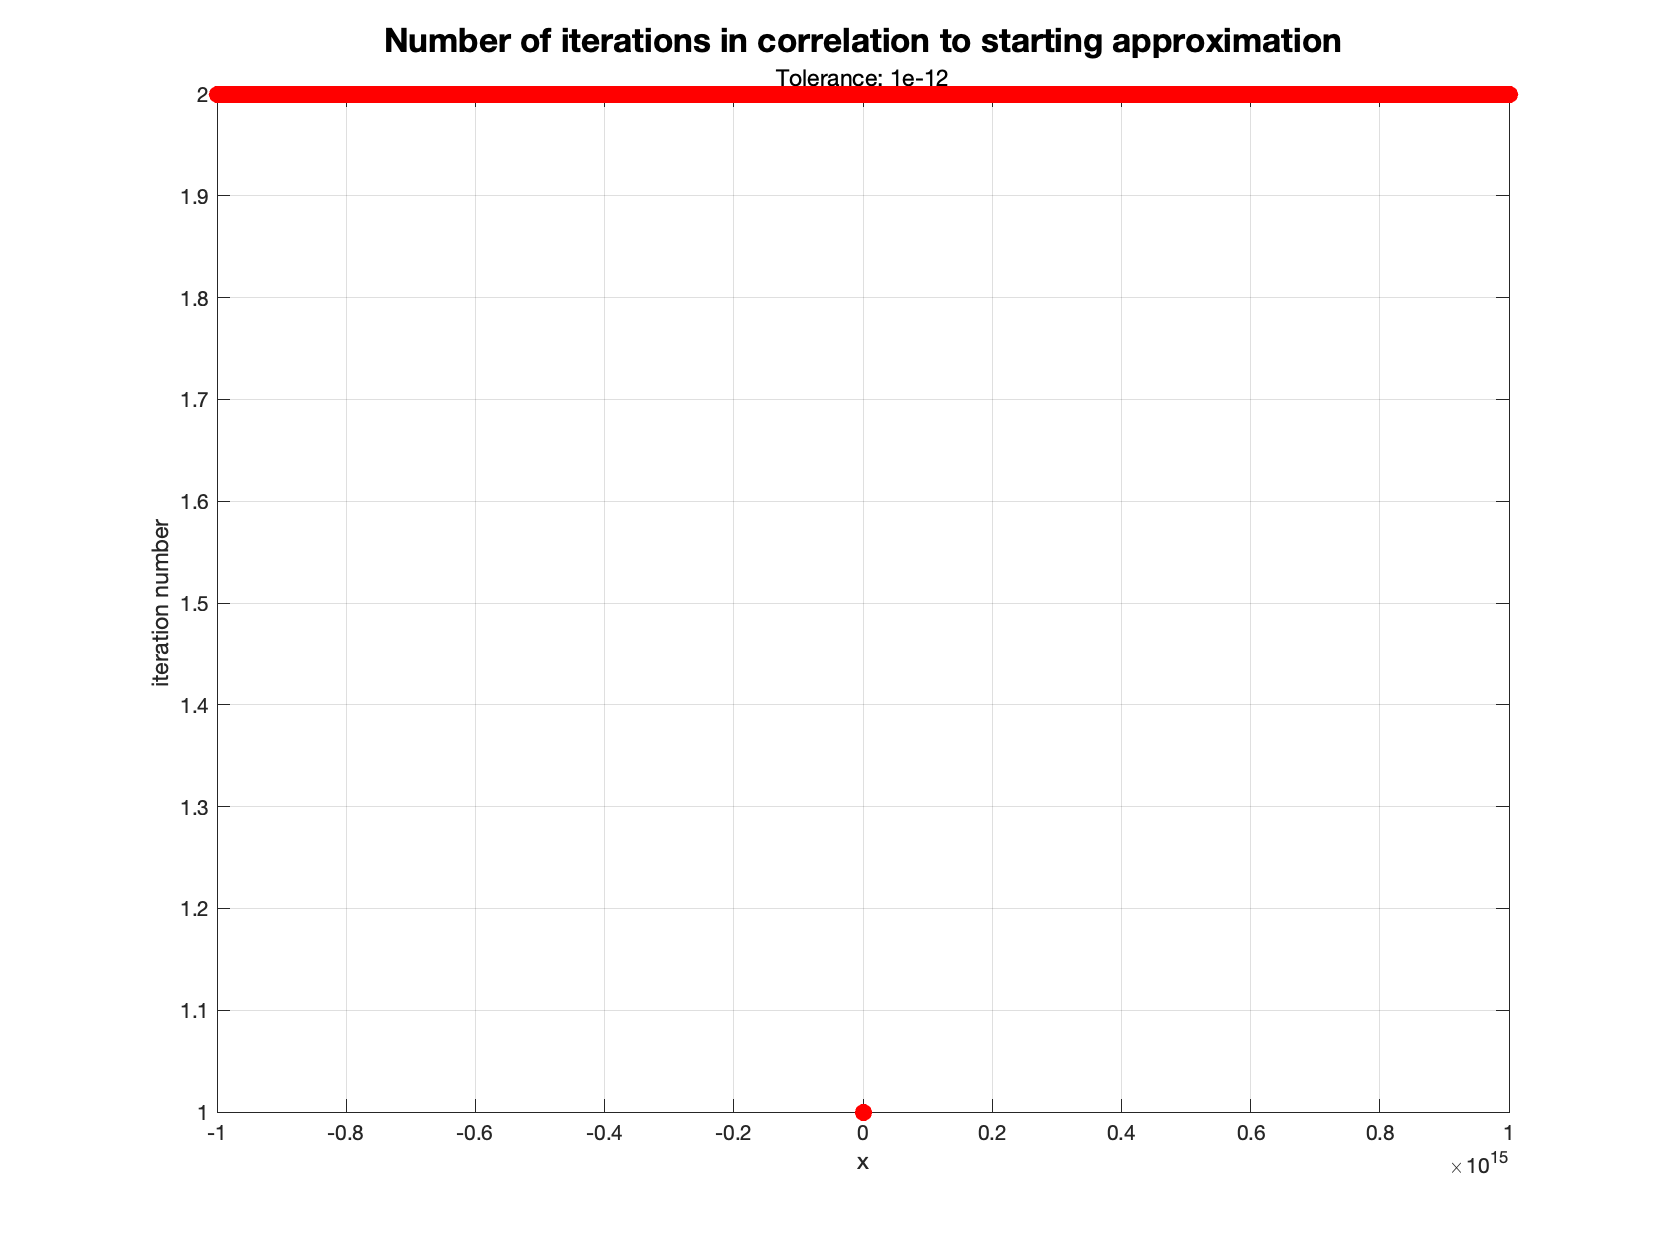 Number of iterations in correlation to starting approximation
Tolerance: 1e-12
2
1.9
1.8
1.7
1.6
1.5
1.4
1.3
1.2
1.1
1
iteration number
-1 -0.8 -0.6 -0.4 -0.2 0 0.2 0.4 0.6 0.8 1
x
×10¹⁵